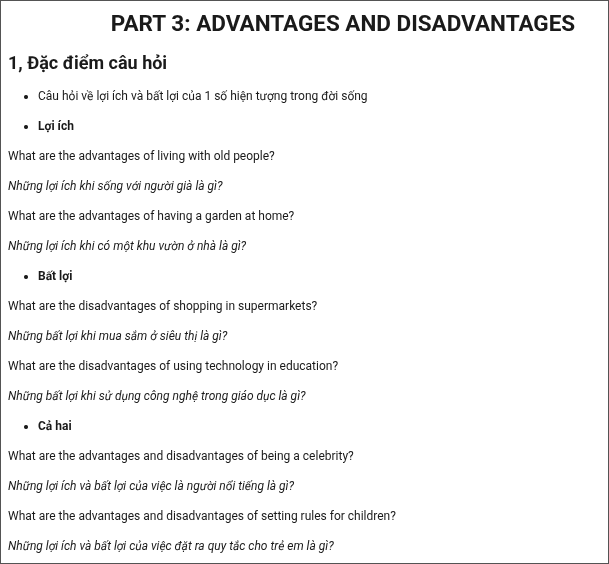 PART 3: ADVANTAGES AND DISADVANTAGES
1, Đặc điểm câu hỏi
• Câu hỏi về lợi ích và bất lợi của 1 số hiện tượng trong đời sống
• Lợi ích
What are the advantages of living with old people?
Những lợi ích khi sống với người già là gì?
What are the advantages of having a garden at home?
Những lợi ích khi có một khu vườn ở nhà là gì?
• Bất lợi
What are the disadvantages of shopping in supermarkets?
Những bất lợi khi mua sắm ở siêu thị là gì?
What are the disadvantages of using technology in education?
Những bất lợi khi sử dụng công nghệ trong giáo dục là gì?
• Cả hai
What are the advantages and disadvantages of being a celebrity?
Những lợi ích và bất lợi của việc là người nổi tiếng là gì?
What are the advantages and disadvantages of setting rules for children?
Những lợi ích và bất lợi của việc đặt ra quy tắc cho trẻ em là gì?